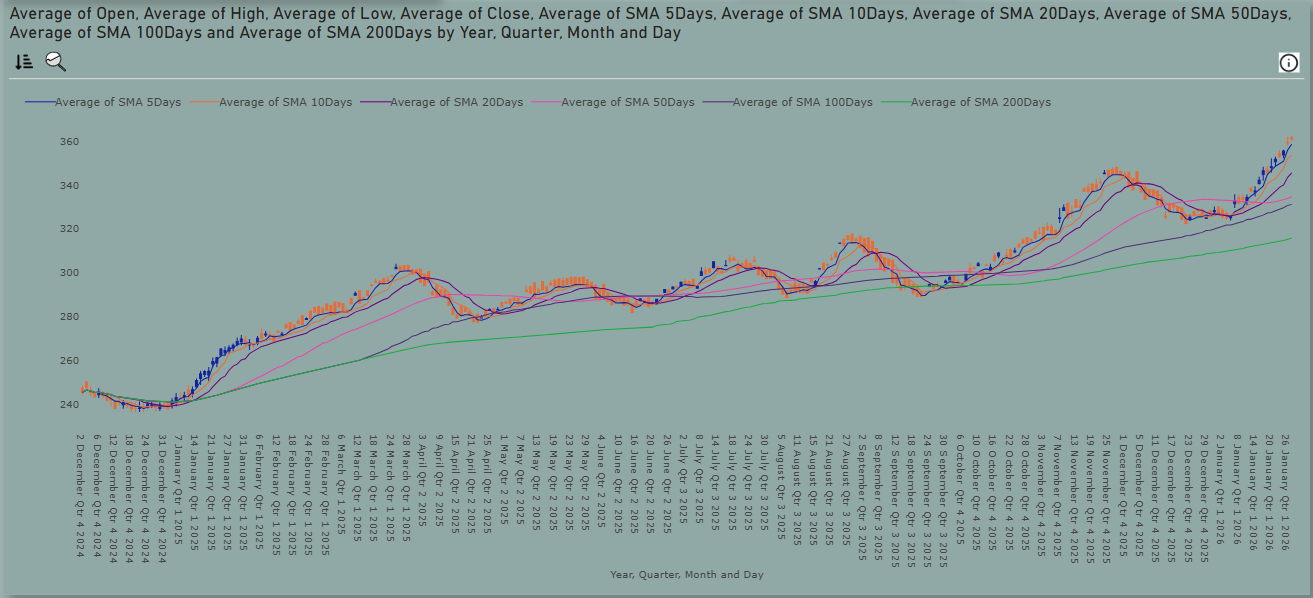 Average of Open, Average of High, Average of Low, Average of Close, Average of SMA 5Days, Average of SMA 10Days, Average of SMA 20Days, Average of SMA 50Days,
Average of SMA 100Days and Average of SMA 200Days by Year, Quarter, Month and Day
Average of SMA 5Days
Average of SMA 10Days
Average of SMA 20Days
Average of SMA 50Days
Average of SMA 100Days
Average of SMA 200Days
360
340
320
300
280
260
240
2 December Qtr 4 2024
6 December Qtr 4 2024
12 December Qtr 4 2024
18 December Qtr 4 2024
24 December Qtr 4 2024
31 December Qtr 4 2024
7 January Qtr 1 2025
14 January Qtr 1 2025
21 January Qtr 1 2025
27 January Qtr 1 2025
31 January Qtr 1 2025
6 February Qtr 1 2025
12 February Qtr 1 2025
18 February Qtr 1 2025
24 February Qtr 1 2025
28 February Qtr 1 2025
6 March Qtr 1 2025
12 March Qtr 1 2025
18 March Qtr 1 2025
24 March Qtr 1 2025
28 March Qtr 1 2025
3 April Qtr 2 2025
9 April Qtr 2 2025
15 April Qtr 2 2025
21 April Qtr 2 2025
25 April Qtr 2 2025
1 May Qtr 2 2025
7 May Qtr 2 2025
13 May Qtr 2 2025
19 May Qtr 2 2025
23 May Qtr 2 2025
29 May Qtr 2 2025
4 June Qtr 2 2025
10 June Qtr 2 2025
16 June Qtr 2 2025
20 June Qtr 2 2025
26 June Qtr 2 2025
2 July Qtr 3 2025
8 July Qtr 3 2025
14 July Qtr 3 2025
18 July Qtr 3 2025
24 July Qtr 3 2025
30 July Qtr 3 2025
5 August Qtr 3 2025
11 August Qtr 3 2025
15 August Qtr 3 2025
21 August Qtr 3 2025
27 August Qtr 3 2025
2 September Qtr 3 2025
8 September Qtr 3 2025
12 September Qtr 3 2025
18 September Qtr 3 2025
24 September Qtr 3 2025
30 September Qtr 3 2025
6 October Qtr 4 2025
10 October Qtr 4 2025
16 October Qtr 4 2025
22 October Qtr 4 2025
28 October Qtr 4 2025
3 November Qtr 4 2025
7 November Qtr 4 2025
13 November Qtr 4 2025
19 November Qtr 4 2025
25 November Qtr 4 2025
1 December Qtr 4 2025
5 December Qtr 4 2025
11 December Qtr 4 2025
17 December Qtr 4 2025
23 December Qtr 4 2025
29 December Qtr 4 2025
2 January Qtr 1 2026
8 January Qtr 1 2026
14 January Qtr 1 2026
20 January Qtr 1 2026
26 January Qtr 1 2026
Year, Quarter, Month and Day